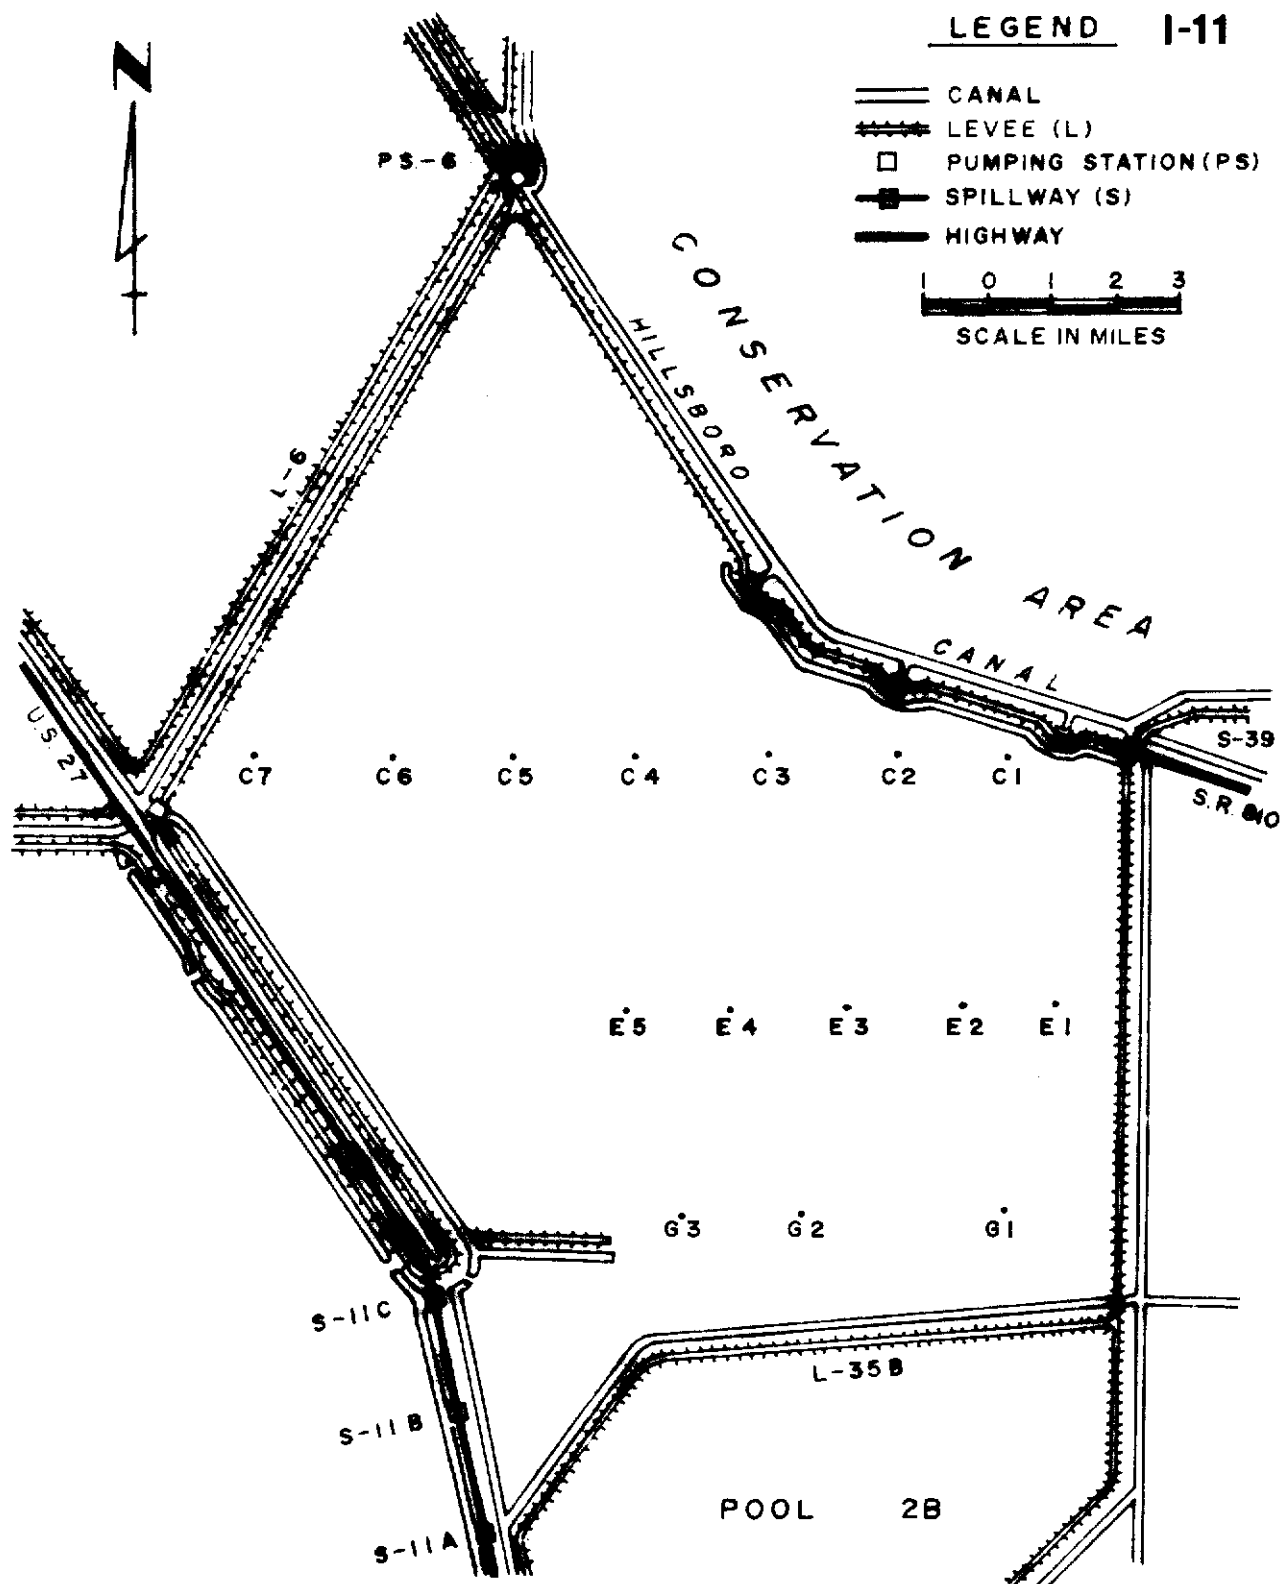 LEGEND I-11
N
CANAL
LEVEE (L)
PS-6
PUMPING STATION (PS)
SPILLWAY (S)
HIGHWAY
1 0 1 2 3
SCALE IN MILES
CONSERVATION AREA
HILLSBORO CANAL
L-6
U.S. 27
S-39
S.R. 810
C7 C6 C5 C4 C3 C2 C1
E5 E4 E3 E2 E1
G3 G2 G1
S-11C
L-35B
S-11B
POOL 2B
S-11A